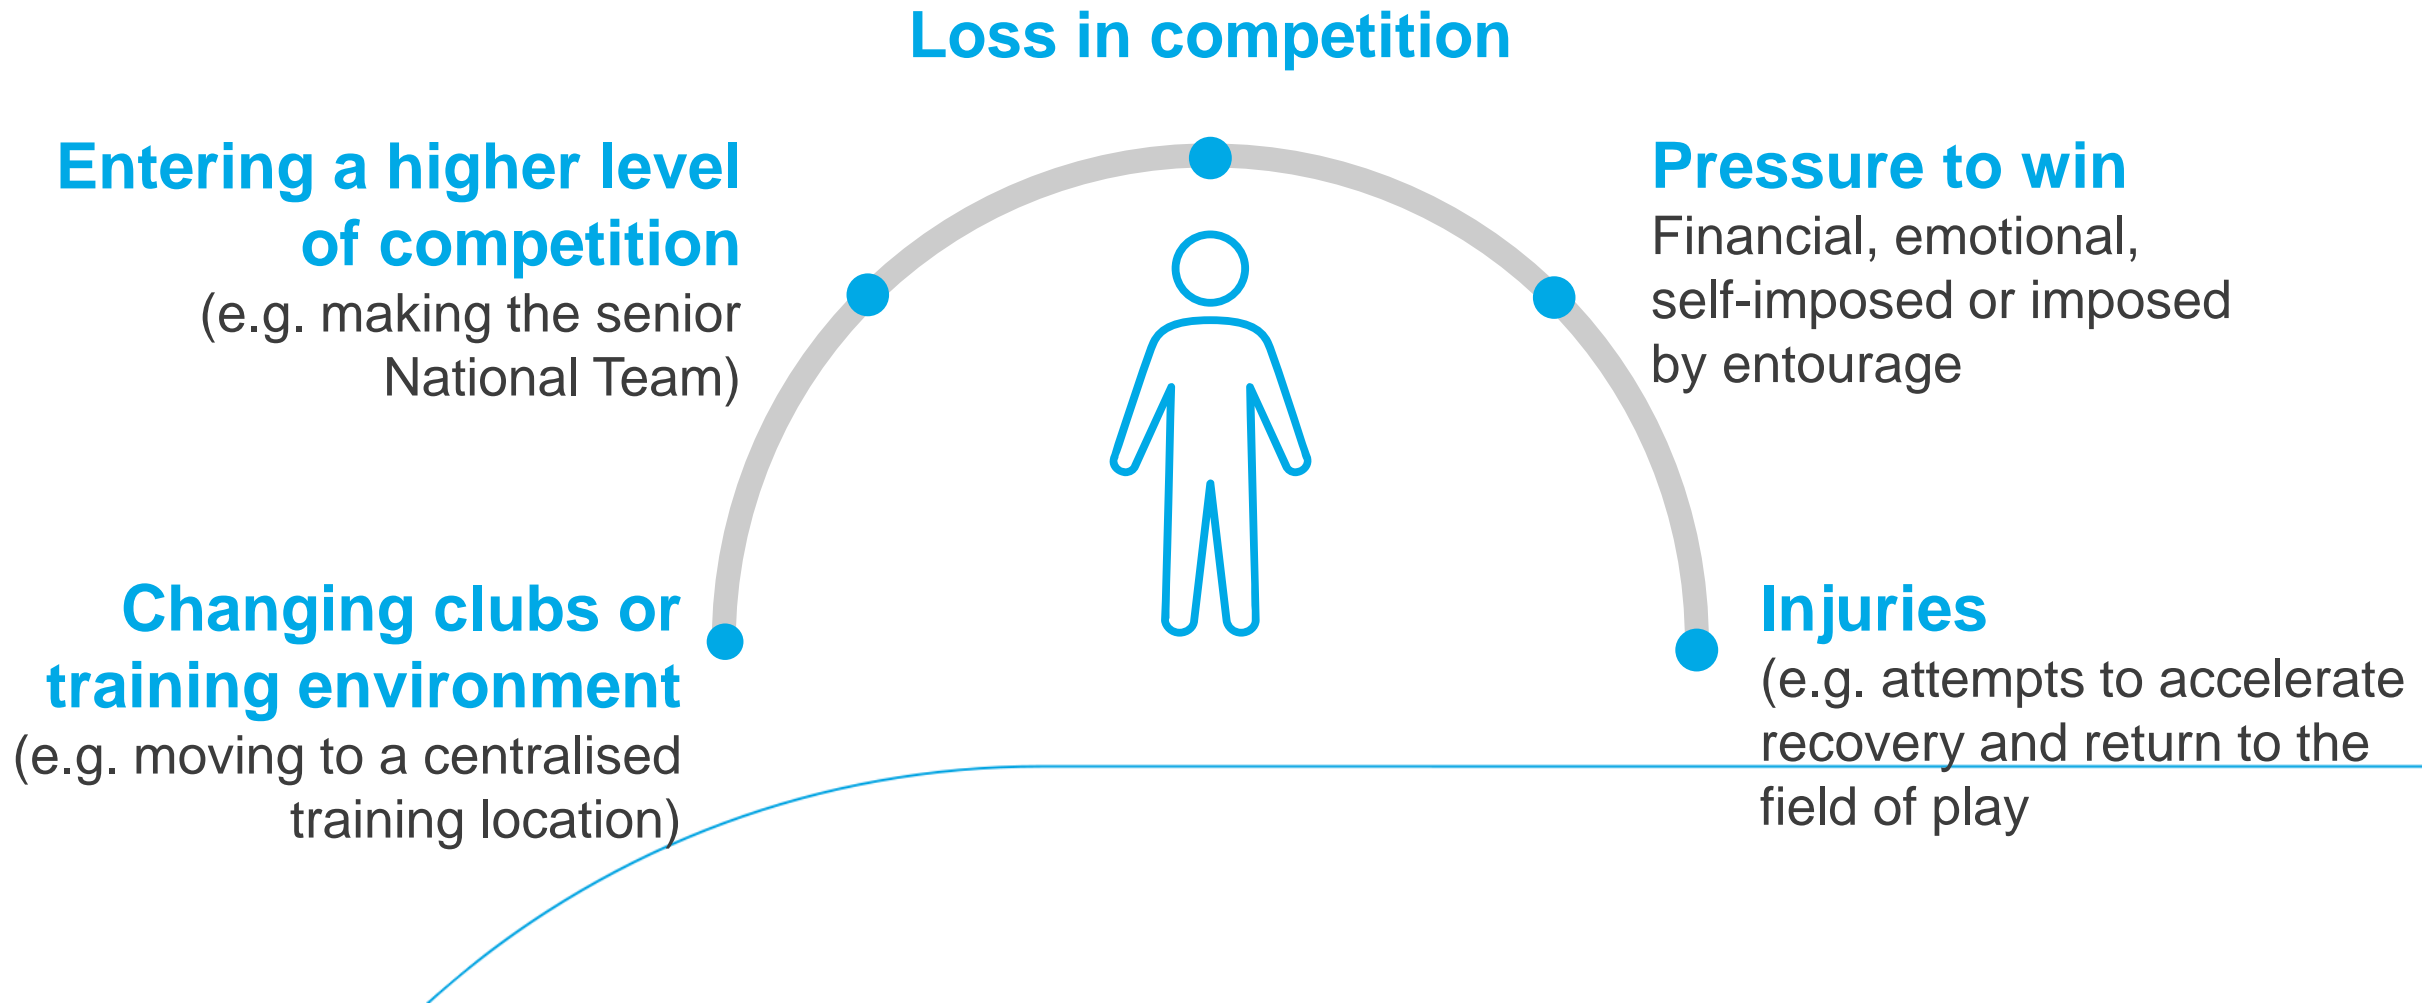 Loss in competition
Entering a higher level
of competition
(e.g. making the senior
National Team)
Pressure to win
Financial, emotional,
self-imposed or imposed
by entourage
Changing clubs or
training environment
(e.g. moving to a centralised
training location)
Injuries
(e.g. attempts to accelerate
recovery and return to the
field of play